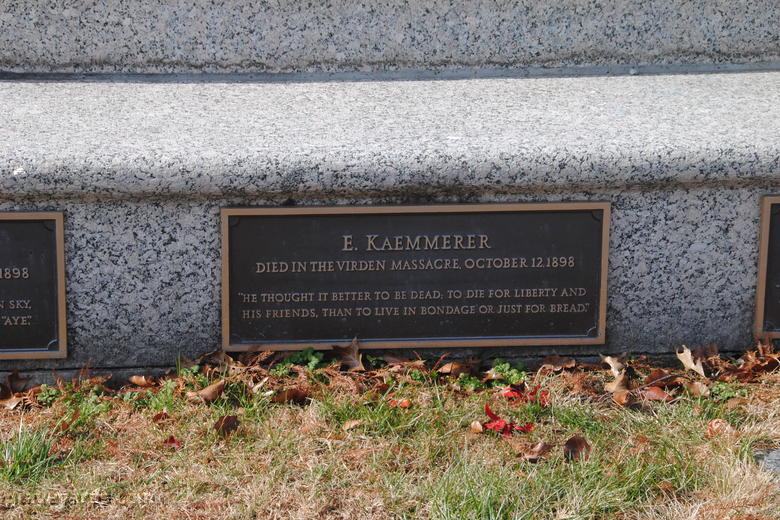 E. KAEMMERER
DIED IN THE VIRDEN MASSACRE, OCTOBER 12, 1898
"HE THOUGHT IT BETTER TO BE DEAD; TO DIE FOR LIBERTY AND
HIS FRIENDS, THAN TO LIVE IN BONDAGE OR JUST FOR BREAD."
1898
N SKY,
"AYE".